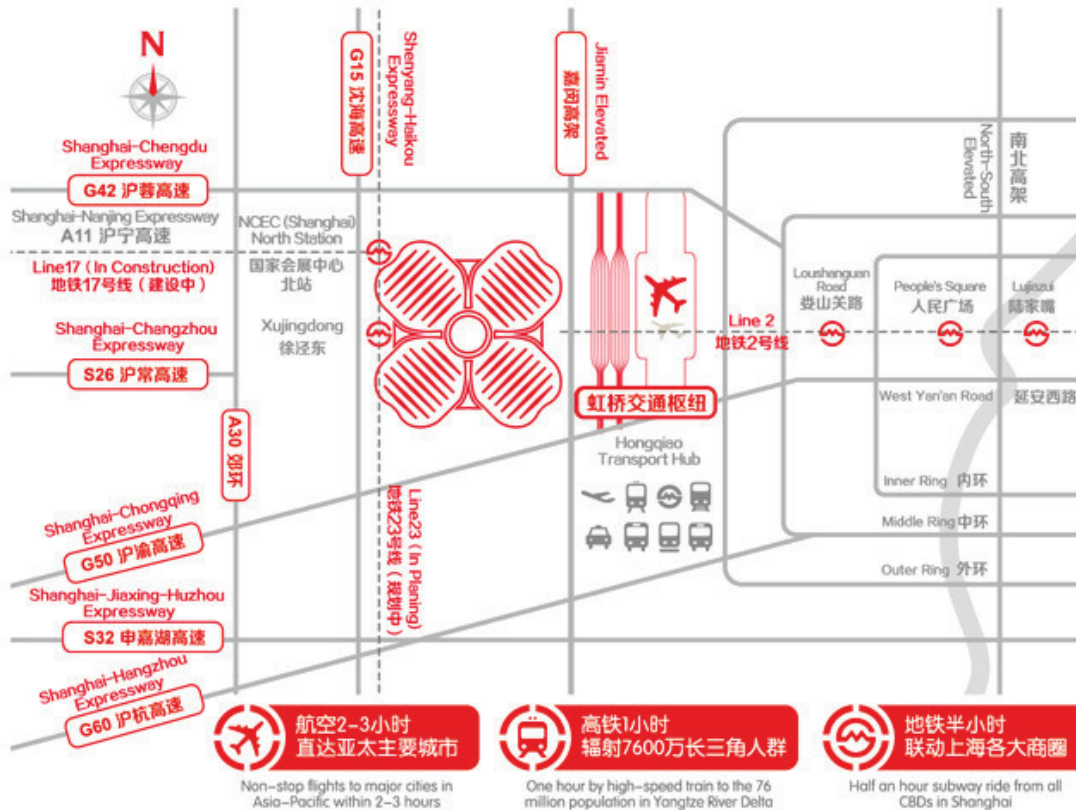 N
Shanghai-Chengdu
Expressway
G42 沪蓉高速
Shanghai-Nanjing Expressway
A11 沪宁高速
Line17 ( In Construction)
地铁17号线 ( 建设中 )
Shanghai-Changzhou
Expressway
S26 沪常高速
A30 郊环
Shanghai-Chongqing
Expressway
G50 沪渝高速
Shanghai-Jiaxing-Huzhou
Expressway
S32 申嘉湖高速
Shanghai-Hangzhou
Expressway
G60 沪杭高速
G15 沈海高速
Shenyang-Haikou
Expressway
NCEC (Shanghai)
North Station
国家会展中心
北站
Xujingdong
徐泾东
Line23 ( In Planing)
地铁23号线 ( 规划中 )
嘉闵高架
Jiamin Elevated
虹桥交通枢纽
Hongqiao
Transport Hub
Line 2
地铁2号线
Loushanguan
Road
娄山关路
People's Square
人民广场
Lujiazui
陆家嘴
North-South
Elevated
南北高架
West Yan'an Road 延安西路
Inner Ring 内环
Middle Ring 中环
Outer Ring 外环
航空2-3小时
直达亚太主要城市
Non-stop flights to major cities in
Asia-Pacific within 2-3 hours
高铁1小时
辐射7600万长三角人群
One hour by high-speed train to the 76
million population in Yangtze River Delta
地铁半小时
联动上海各大商圈
Half an hour subway ride from all
CBDs in Shanghai